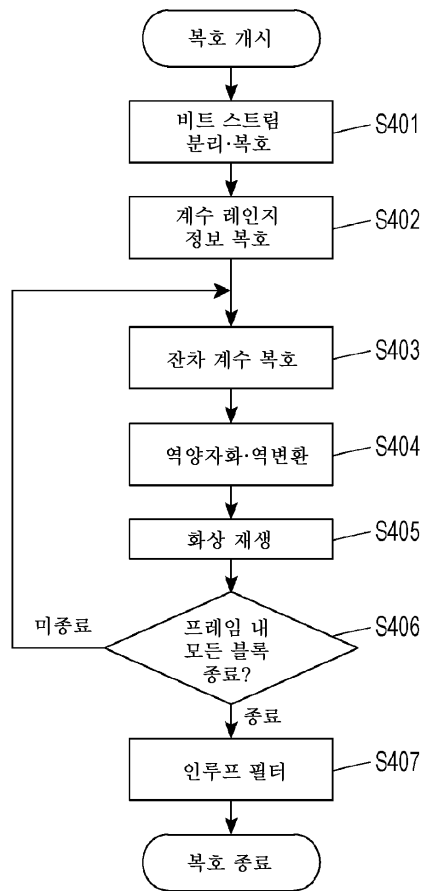 복호 개시
비트 스트림
분리·복호
S401
계수 레인지
정보 복호
S402
잔차 계수 복호
S403
역양자화·역변환
S404
화상 재생
S405
미종료
프레임 내
모든 블록
종료?
S406
종료
인루프 필터
S407
복호 종료